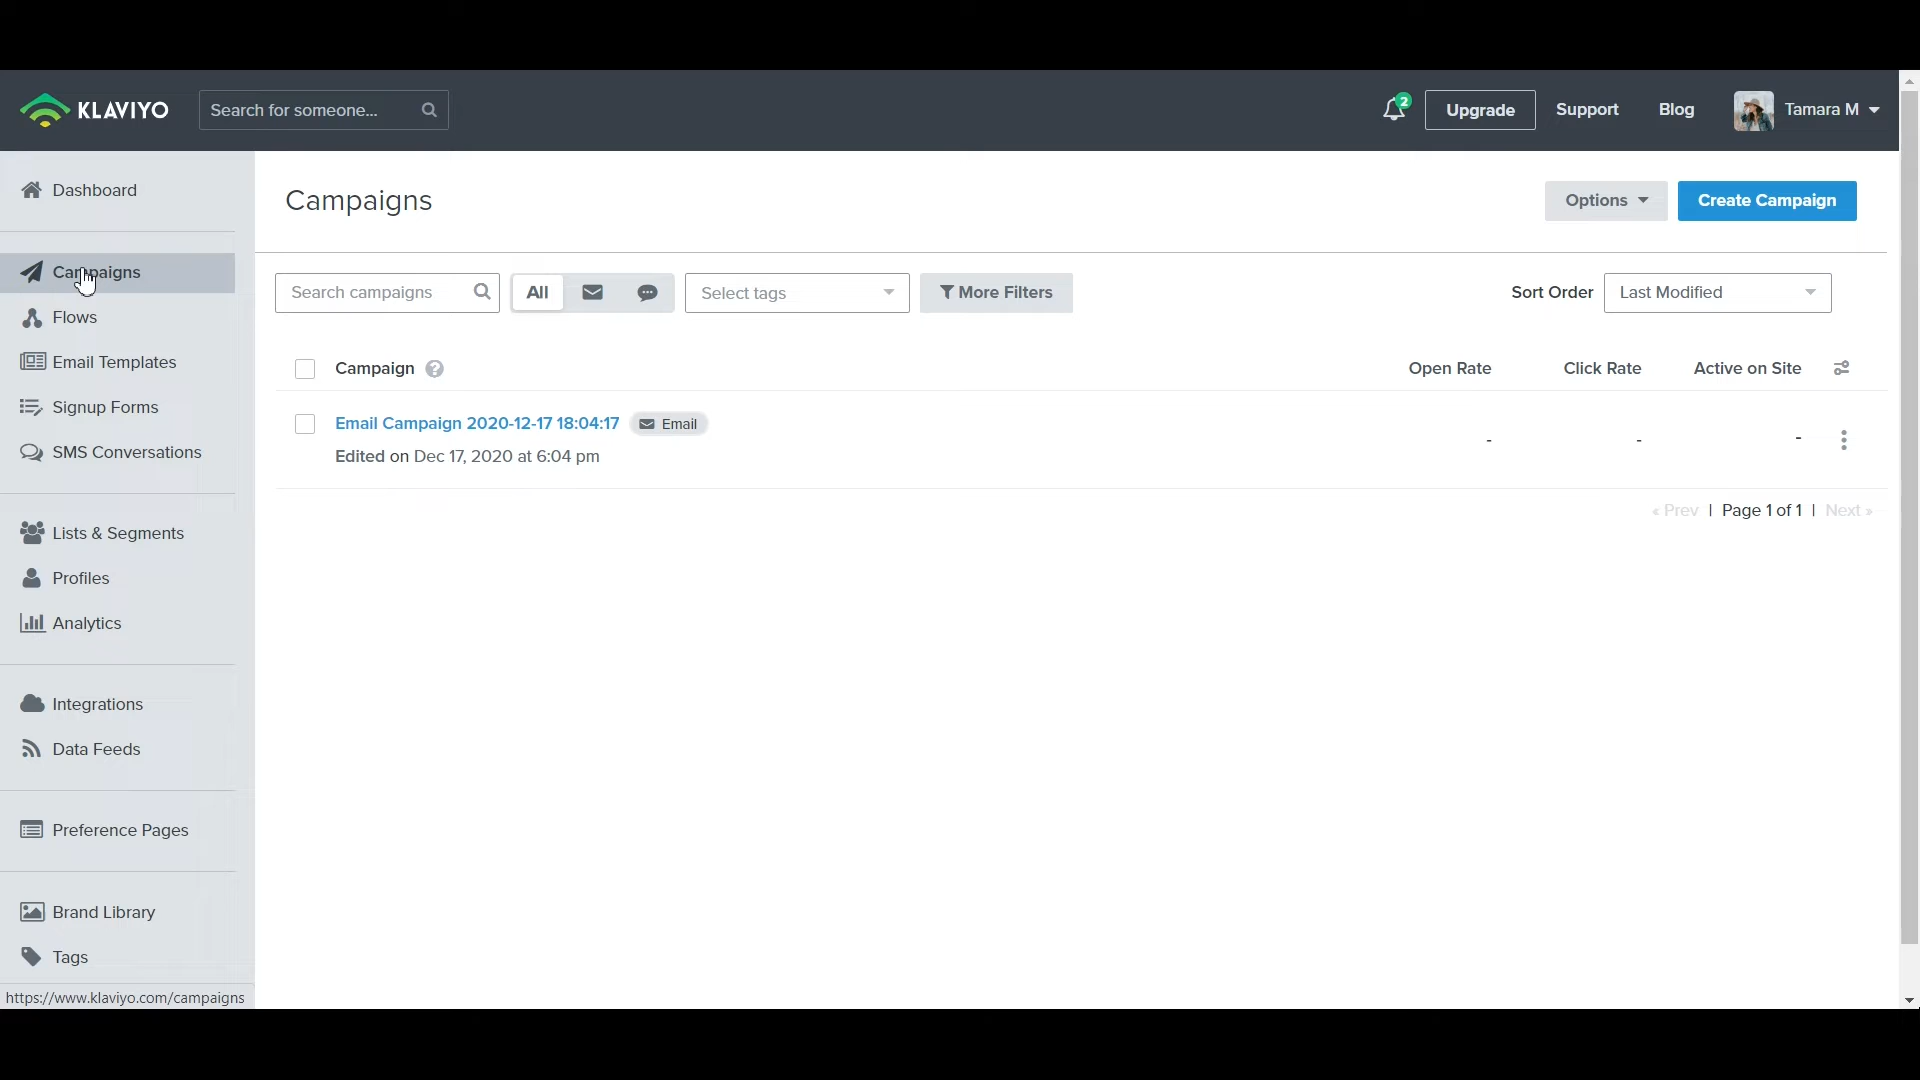 KLAVIYO
Search for someone...
2
Upgrade
Support
Blog
Tamara M
Dashboard
Campaigns
Flows
Email Templates
Signup Forms
SMS Conversations
Lists & Segments
Profiles
Analytics
Integrations
Data Feeds
Preference Pages
Brand Library
Tags
https://www.klaviyo.com/campaigns
Campaigns
Options
Create Campaign
Search campaigns
All
Select tags
More Filters
Sort Order
Last Modified
Campaign ?
Open Rate
Click Rate
Active on Site
Email Campaign 2020-12-17 18:04:17
Email
Edited on Dec 17, 2020 at 6:04 pm
- - -
« Prev | Page 1 of 1 | Next »